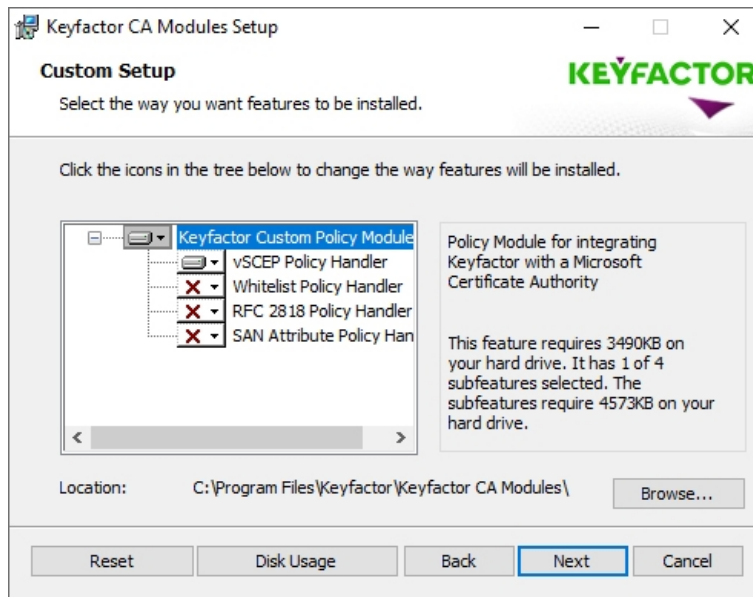 Keyfactor CA Modules Setup
Custom Setup
Select the way you want features to be installed.
KEYFACTOR
Click the icons in the tree below to change the way features will be installed.
Keyfactor Custom Policy Module
vSCEP Policy Handler
Whitelist Policy Handler
RFC 2818 Policy Handler
SAN Attribute Policy Han
Policy Module for integrating
Keyfactor with a Microsoft
Certificate Authority
This feature requires 3490KB on
your hard drive. It has 1 of 4
subfeatures selected. The
subfeatures require 4573KB on your
hard drive.
Location: C:\Program Files\Keyfactor\Keyfactor CA Modules\
Browse...
Reset Disk Usage Back Next Cancel